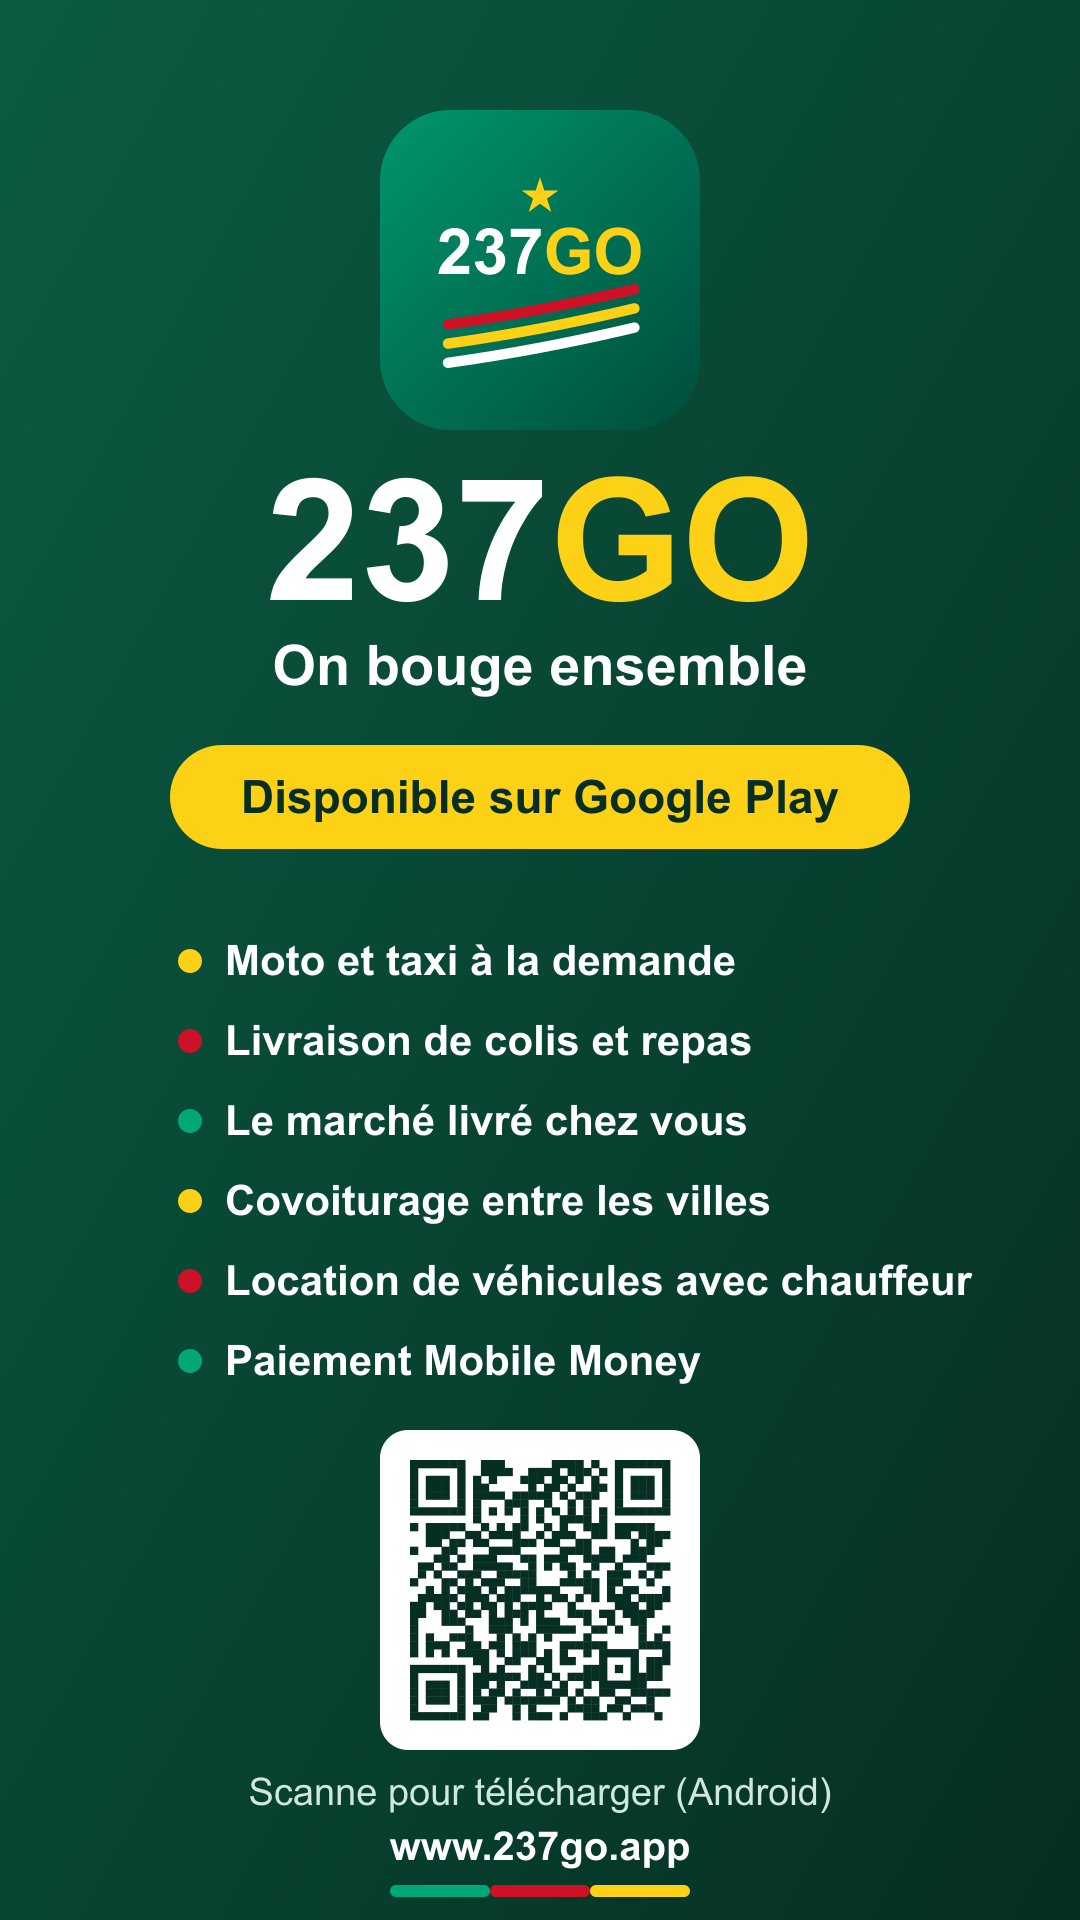 237GO
237GO
On bouge ensemble
Disponible sur Google Play
Moto et taxi à la demande
Livraison de colis et repas
Le marché livré chez vous
Covoiturage entre les villes
Location de véhicules avec chauffeur
Paiement Mobile Money
Scanne pour télécharger (Android)
www.237go.app